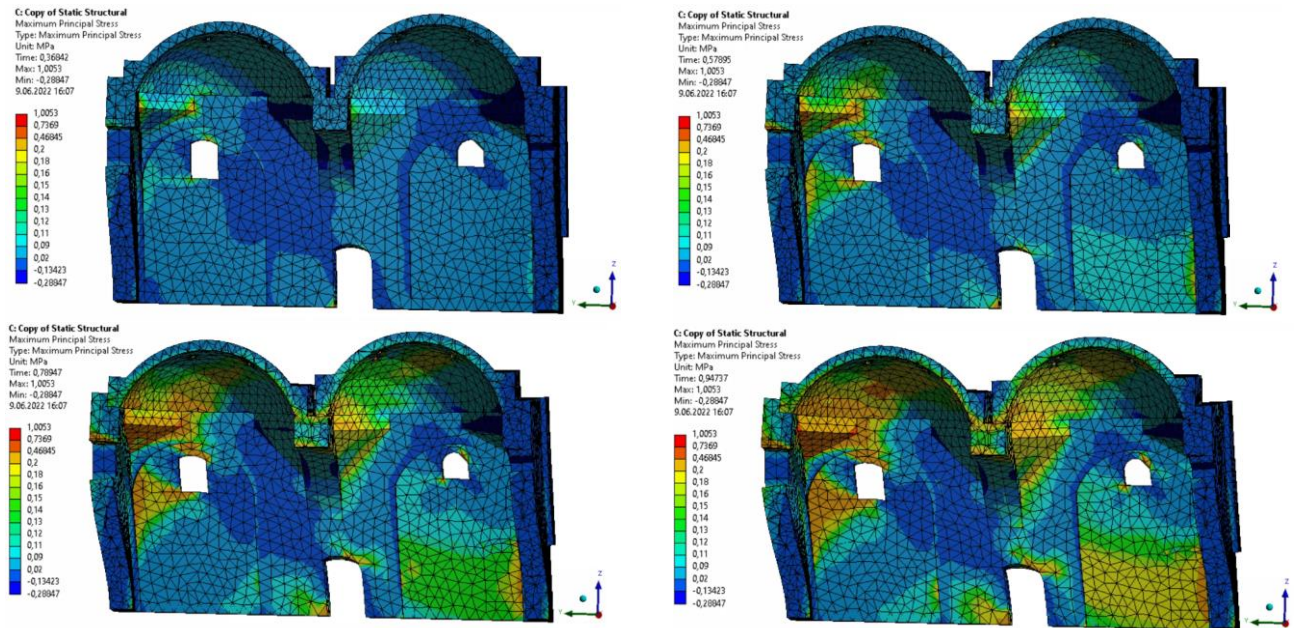 C: Copy of Static Structural
Maximum Principal Stress
Type: Maximum Principal Stress
Unit: MPa
Time: 0,36842
Max: 1,0053
Min: -0,28847
9.06.2022 16:07
1,0053
0,7369
0,46845
0,2
0,18
0,16
0,15
0,14
0,13
0,12
0,11
0,09
0,02
-0,13423
-0,28847
Z
Y
C: Copy of Static Structural
Maximum Principal Stress
Type: Maximum Principal Stress
Unit: MPa
Time: 0,57895
Max: 1,0053
Min: -0,28847
9.06.2022 16:07
1,0053
0,7369
0,46845
0,2
0,18
0,16
0,15
0,14
0,13
0,12
0,11
0,09
0,02
-0,13423
-0,28847
Z
Y
C: Copy of Static Structural
Maximum Principal Stress
Type: Maximum Principal Stress
Unit: MPa
Time: 0,78947
Max: 1,0053
Min: -0,28847
9.06.2022 16:07
1,0053
0,7369
0,46845
0,2
0,18
0,16
0,15
0,14
0,13
0,12
0,11
0,09
0,02
-0,13423
-0,28847
Z
Y
C: Copy of Static Structural
Maximum Principal Stress
Type: Maximum Principal Stress
Unit: MPa
Time: 0,94737
Max: 1,0053
Min: -0,28847
9.06.2022 16:07
1,0053
0,7369
0,46845
0,2
0,18
0,16
0,15
0,14
0,13
0,12
0,11
0,09
0,02
-0,13423
-0,28847
Z
Y